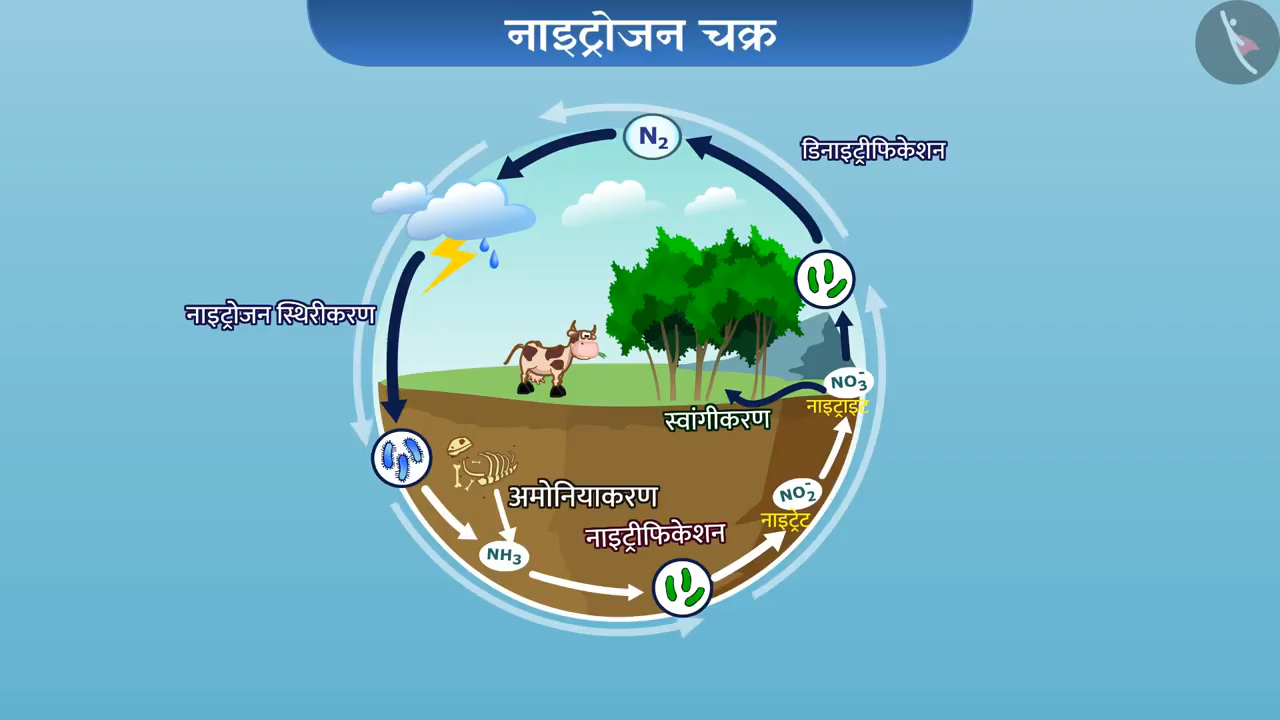 नाइट्रोजन चक्र
N₂
डिनाइट्रीफिकेशन
नाइट्रोजन स्थिरीकरण
NO₃⁻
नाइट्राइट
स्वांगीकरण
अमोनियाकरण
NO₂⁻
नाइट्रेट
नाइट्रीफिकेशन
NH₃